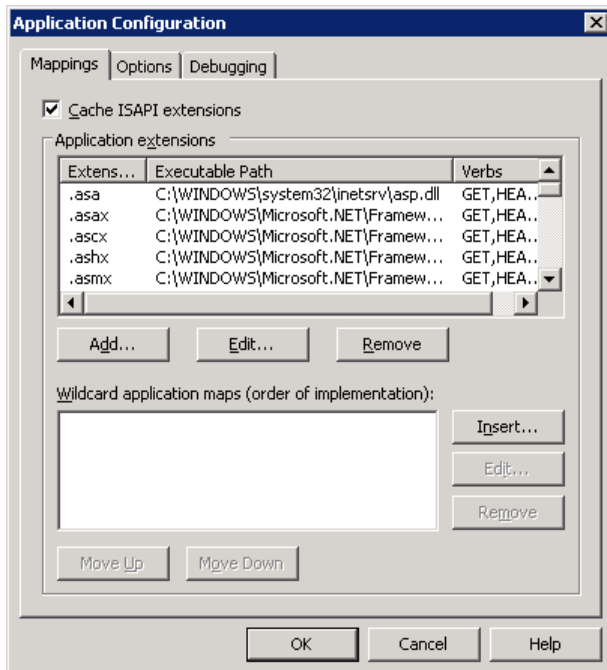 Application Configuration
Mappings Options Debugging
Cache ISAPI extensions
Application extensions
Extens... Executable Path Verbs
.asa C:\WINDOWS\system32\inetsrv\asp.dll GET,HEA..
.asax C:\WINDOWS\Microsoft.NET\Framew... GET,HEA..
.ascx C:\WINDOWS\Microsoft.NET\Framew... GET,HEA..
.ashx C:\WINDOWS\Microsoft.NET\Framew... GET,HEA..
.asmx C:\WINDOWS\Microsoft.NET\Framew... GET,HEA..
Add... Edit... Remove
Wildcard application maps (order of implementation):
Insert...
Edit...
Remove
Move Up Move Down
OK Cancel Help